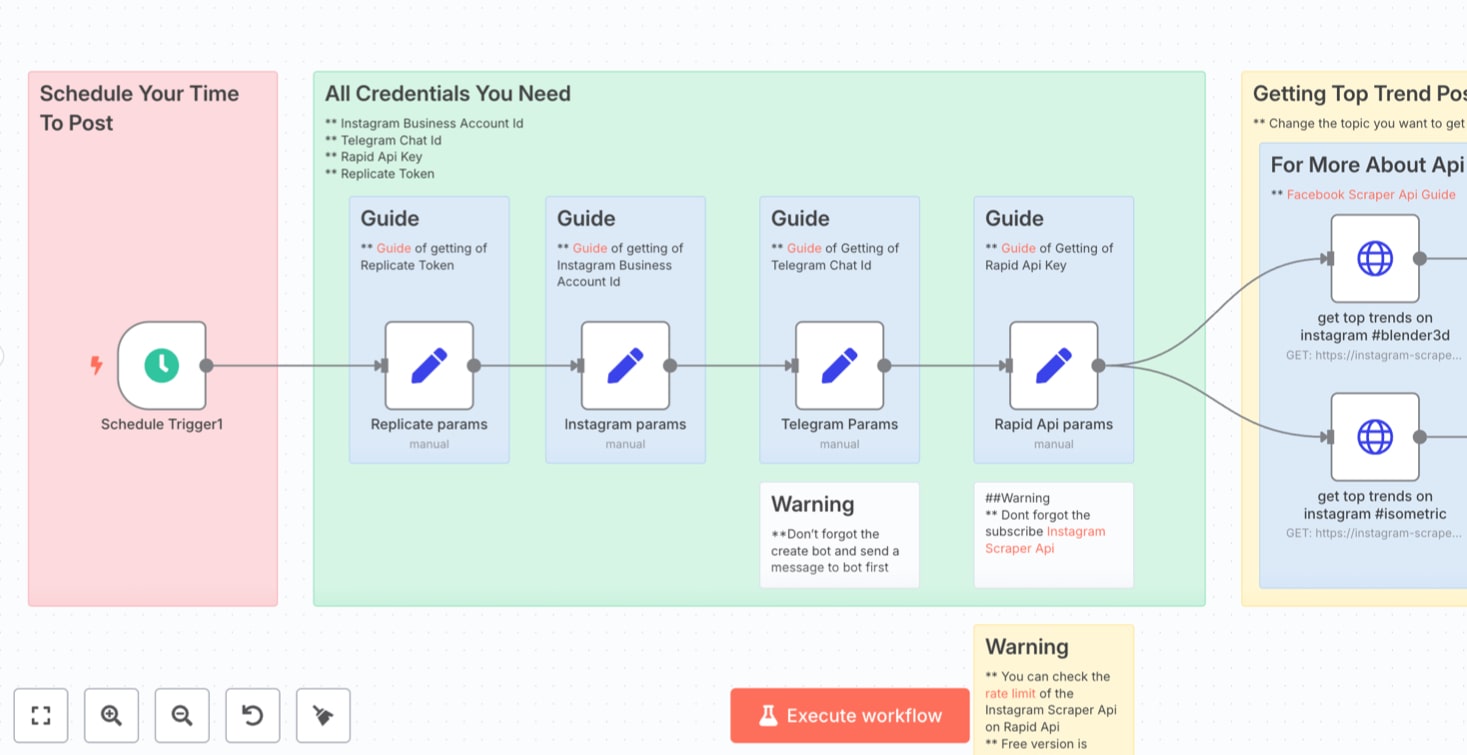 Schedule Your Time
To Post
Schedule Trigger1
All Credentials You Need
** Instagram Business Account Id
** Telegram Chat Id
** Rapid Api Key
** Replicate Token
Guide
** Guide of getting of
Replicate Token
Replicate params
manual
Guide
** Guide of getting of
Instagram Business
Account Id
Instagram params
manual
Guide
** Guide of Getting of
Telegram Chat Id
Telegram Params
manual
Warning
**Don't forgot the
create bot and send a
message to bot first
Guide
** Guide of Getting of
Rapid Api Key
Rapid Api params
manual
##Warning
** Dont forgot the
subscribe Instagram
Scraper Api
Getting Top Trend Pos
** Change the topic you want to get
For More About Api
** Facebook Scraper Api Guide
get top trends on
instagram #blender3d
GET: https://instagram-scrape...
get top trends on
instagram #isometric
GET: https://instagram-scrape...
Execute workflow
Warning
** You can check the
rate limit of the
Instagram Scraper Api
on Rapid Api
** Free version is